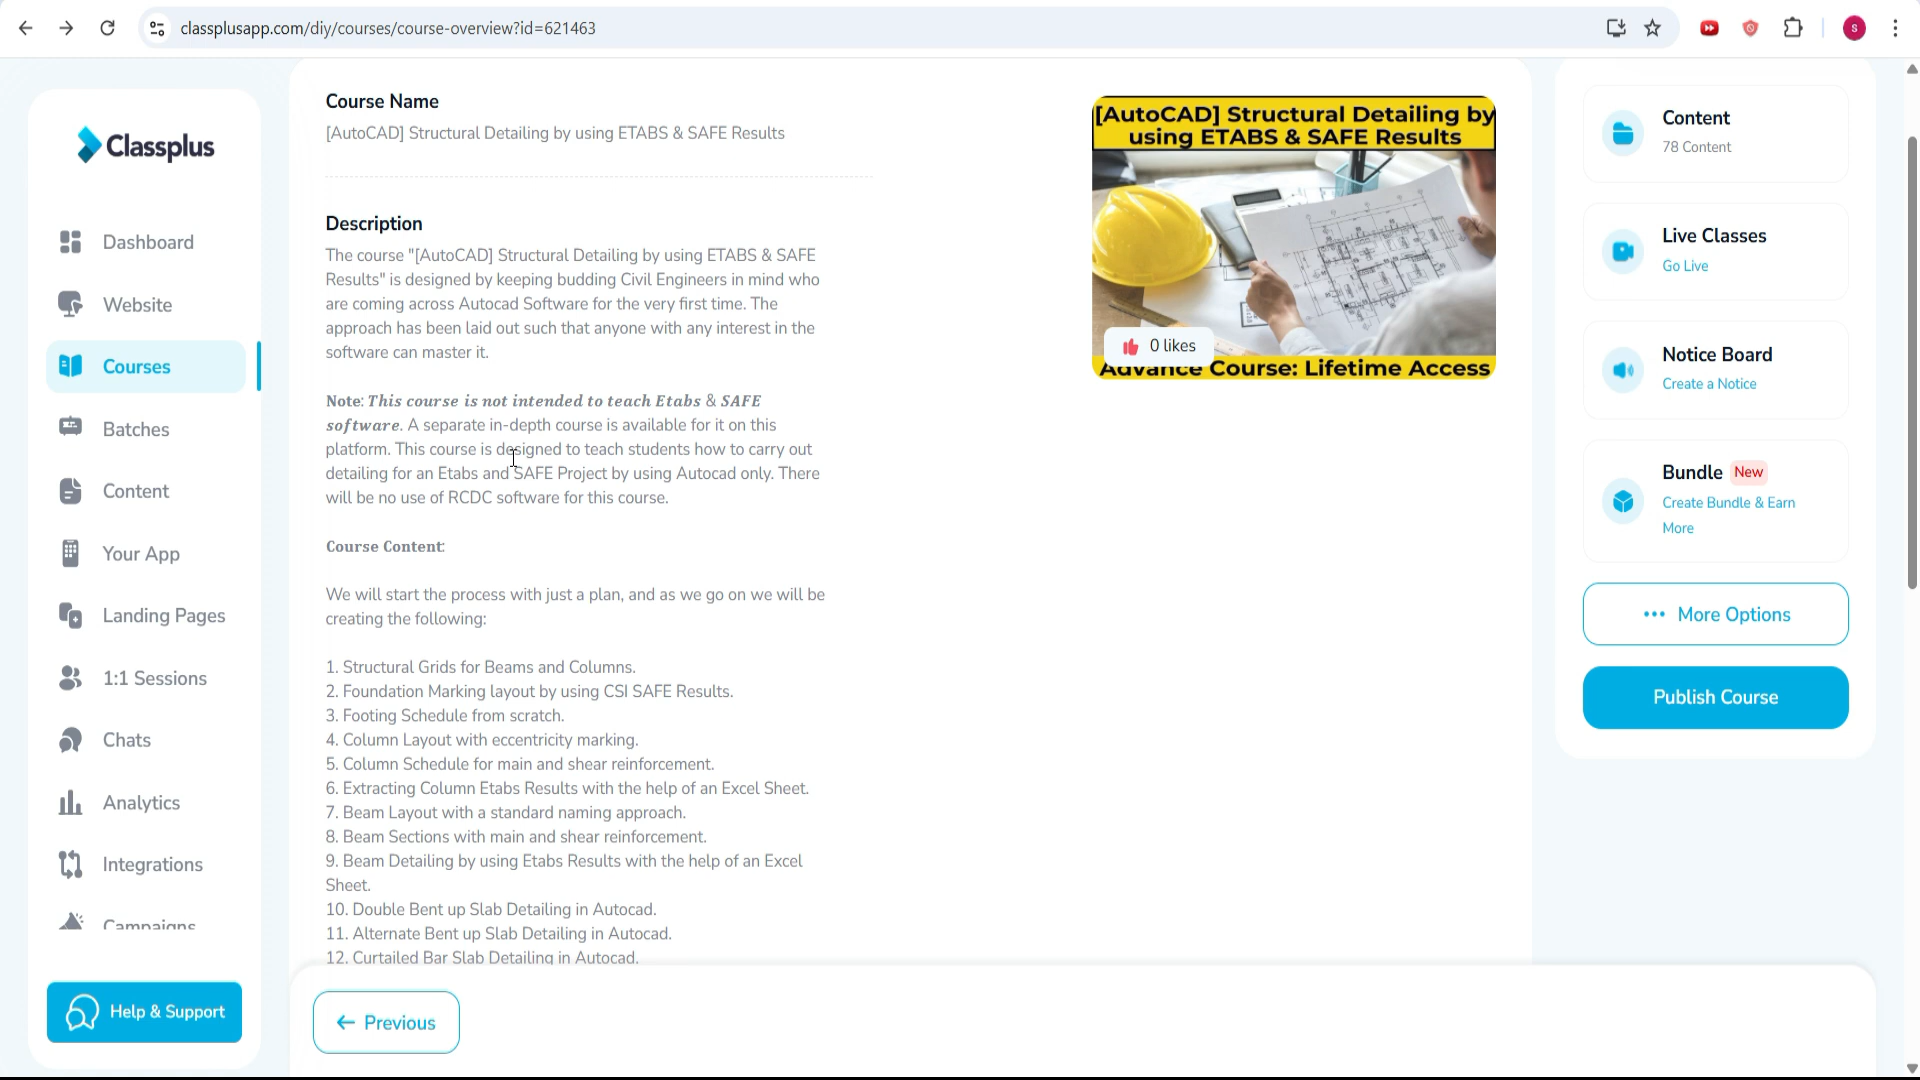 classplusapp.com/diy/courses/course-overview?id=621463
S
Classplus
Dashboard
Website
Courses
Batches
Content
Your App
Landing Pages
1:1 Sessions
Chats
Analytics
Integrations
Campaigns
Help & Support
Course Name
[AutoCAD] Structural Detailing by using ETABS & SAFE Results
Description
The course "[AutoCAD] Structural Detailing by using ETABS & SAFE
Results" is designed by keeping budding Civil Engineers in mind who
are coming across Autocad Software for the very first time. The
approach has been laid out such that anyone with any interest in the
software can master it.
Note: This course is not intended to teach Etabs & SAFE
software. A separate in-depth course is available for it on this
platform. This course is designed to teach students how to carry out
detailing for an Etabs and SAFE Project by using Autocad only. There
will be no use of RCDC software for this course.
Course Content:
We will start the process with just a plan, and as we go on we will be
creating the following:
1. Structural Grids for Beams and Columns.
2. Foundation Marking layout by using CSI SAFE Results.
3. Footing Schedule from scratch.
4. Column Layout with eccentricity marking.
5. Column Schedule for main and shear reinforcement.
6. Extracting Column Etabs Results with the help of an Excel Sheet.
7. Beam Layout with a standard naming approach.
8. Beam Sections with main and shear reinforcement.
9. Beam Detailing by using Etabs Results with the help of an Excel
Sheet.
10. Double Bent up Slab Detailing in Autocad.
11. Alternate Bent up Slab Detailing in Autocad.
12. Curtailed Bar Slab Detailing in Autocad.
Previous
[AutoCAD] Structural Detailing by
using ETABS & SAFE Results
0 likes
Advance Course: Lifetime Access
Content
78 Content
Live Classes
Go Live
Notice Board
Create a Notice
Bundle New
Create Bundle & Earn
More
More Options
Publish Course